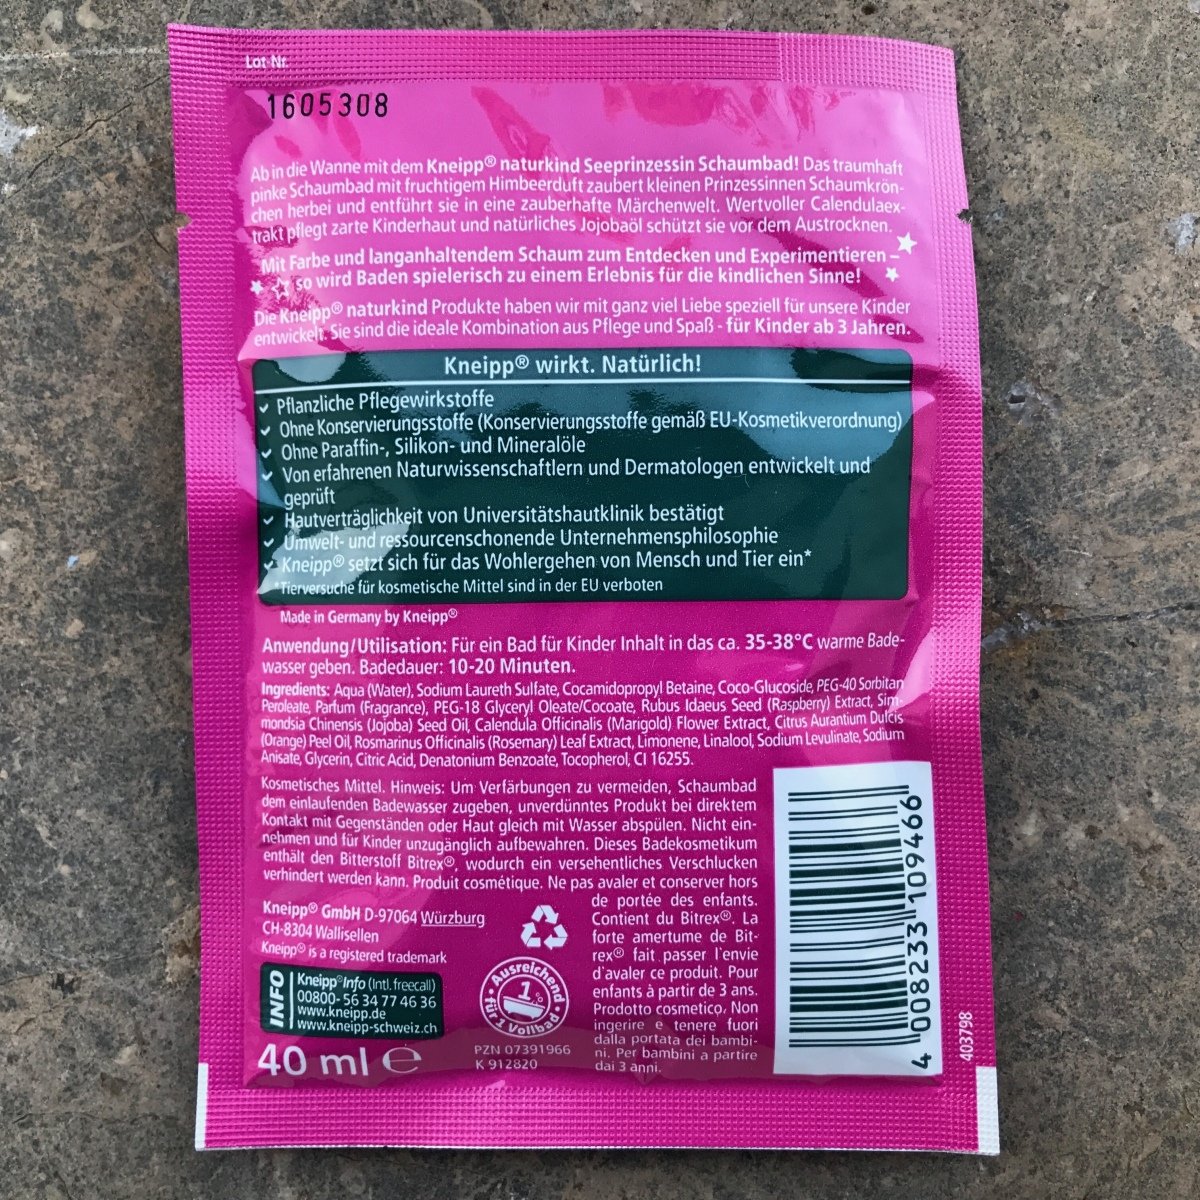 Lot Nr.
1605308
Ab in die Wanne mit dem Kneipp® naturkind Seeprinzessin Schaumbad! Das traumhaft
pinke Schaumbad mit fruchtigem Himbeerduft zaubert kleinen Prinzessinnen Schaumkrön-
chen herbei und entführt sie in eine zauberhafte Märchenwelt. Wertvoller Calendulaex-
trakt pflegt zarte Kinderhaut und natürliches Jojobaöl schützt sie vor dem Austrocknen.
Mit Farbe und langanhaltendem Schaum zum Entdecken und Experimentieren –
so wird Baden spielerisch zu einem Erlebnis für die kindlichen Sinne!
Die Kneipp® naturkind Produkte haben wir mit ganz viel Liebe speziell für unsere Kinder
entwickelt. Sie sind die ideale Kombination aus Pflege und Spaß - für Kinder ab 3 Jahren.
Kneipp® wirkt. Natürlich!
Pflanzliche Pflegewirkstoffe
Ohne Konservierungsstoffe (Konservierungsstoffe gemäß EU-Kosmetikverordnung)
Ohne Paraffin-, Silikon- und Mineralöle
Von erfahrenen Naturwissenschaftlern und Dermatologen entwickelt und
geprüft
Hautverträglichkeit von Universitätshautklinik bestätigt
Umwelt- und ressourcenschonende Unternehmensphilosophie
Kneipp® setzt sich für das Wohlergehen von Mensch und Tier ein*
*Tierversuche für kosmetische Mittel sind in der EU verboten
Made in Germany by Kneipp®
Anwendung/Utilisation: Für ein Bad für Kinder Inhalt in das ca. 35-38°C warme Bade-
wasser geben. Badedauer: 10-20 Minuten.
Ingredients: Aqua (Water), Sodium Laureth Sulfate, Cocamidopropyl Betaine, Coco-Glucoside, PEG-40 Sorbitan
Peroleate, Parfum (Fragrance), PEG-18 Glyceryl Oleate/Cocoate, Rubus Idaeus Seed (Raspberry) Extract, Sim-
mondsia Chinensis (Jojoba) Seed Oil, Calendula Officinalis (Marigold) Flower Extract, Citrus Aurantium Dulcis
(Orange) Peel Oil, Rosmarinus Officinalis (Rosemary) Leaf Extract, Limonene, Linalool, Sodium Levulinate, Sodium
Anisate, Glycerin, Citric Acid, Denatonium Benzoate, Tocopherol, CI 16255.
Kosmetisches Mittel. Hinweis: Um Verfärbungen zu vermeiden, Schaumbad
dem einlaufenden Badewasser zugeben, unverdünntes Produkt bei direktem
Kontakt mit Gegenständen oder Haut gleich mit Wasser abspülen. Nicht ein-
nehmen und für Kinder unzugänglich aufbewahren. Dieses Badekosmetikum
enthält den Bitterstoff Bitrex®, wodurch ein versehentliches Verschlucken
verhindert werden kann. Produit cosmétique. Ne pas avaler et conserver hors
de portée des enfants.
Contient du Bitrex®. La
forte amertume de Bit-
rex® fait passer l'envie
d'avaler ce produit. Pour
enfants à partir de 3 ans.
Prodotto cosmetico. Non
ingerire e tenere fuori
dalla portata dei bambi-
ni. Per bambini a partire
dai 3 anni.
Kneipp® GmbH D-97064 Würzburg
CH-8304 Wallisellen
Kneipp® is a registered trademark
INFO
Kneipp® Info (Intl. freecall)
00800- 56 34 77 46 36
www.kneipp.de
www.kneipp-schweiz.ch
40 ml ℮
Ausreichend
1
für 1 Vollbad
PZN 07391966
K 912820
4 008233 109466
403798